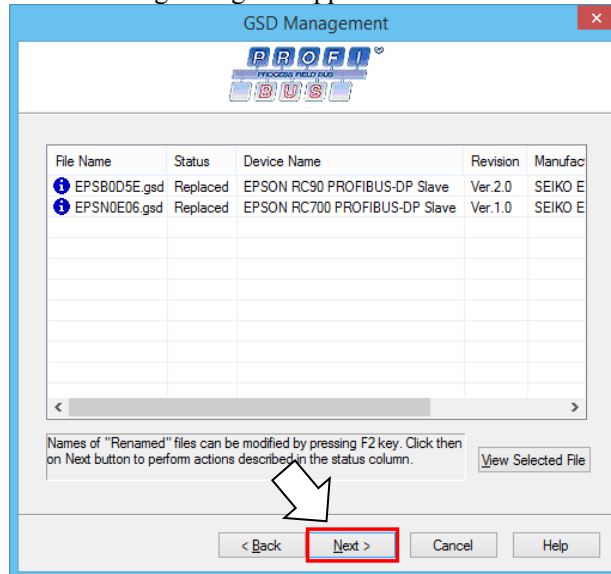 GSD Management
×
PROFI®
PROCESS FIELD BUS
BUS
File Name Status Device Name Revision Manufac
EPSB0D5E.gsd Replaced EPSON RC90 PROFIBUS-DP Slave Ver.2.0 SEIKO E
EPSN0E06.gsd Replaced EPSON RC700 PROFIBUS-DP Slave Ver.1.0 SEIKO E
Names of "Renamed" files can be modified by pressing F2 key. Click then
on Next button to perform actions described in the status column.
View Selected File
< Back Next > Cancel Help